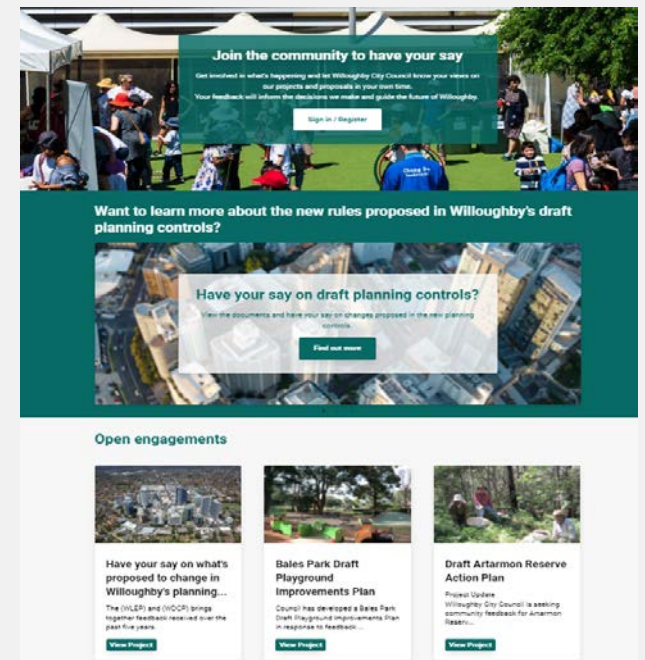 Join the community to have your say
Get involved in what's happening and let Willoughby City Council know your views on
our projects and proposals in your own time.
Your feedback will inform the decisions we make and guide the future of Willoughby.
Sign in / Register
Want to learn more about the new rules proposed in Willoughby's draft
planning controls?
Have your say on draft planning controls?
View the documents and have your say on changes proposed in the new planning
controls.
Find out more
Open engagements
Have your say on what's
proposed to change in
Willoughby's planning...
The (WLEP) and (WDCP) brings
together feedback received over the
past five years.
View Project
Bales Park Draft
Playground
Improvements Plan
Council has developed a Bales Park
Draft Playground Improvements Plan
in response to feedback...
View Project
Draft Artarmon Reserve
Action Plan
Project Update
Willoughby City Council is seeking
community feedback for Artarmon
Reserv...
View Project